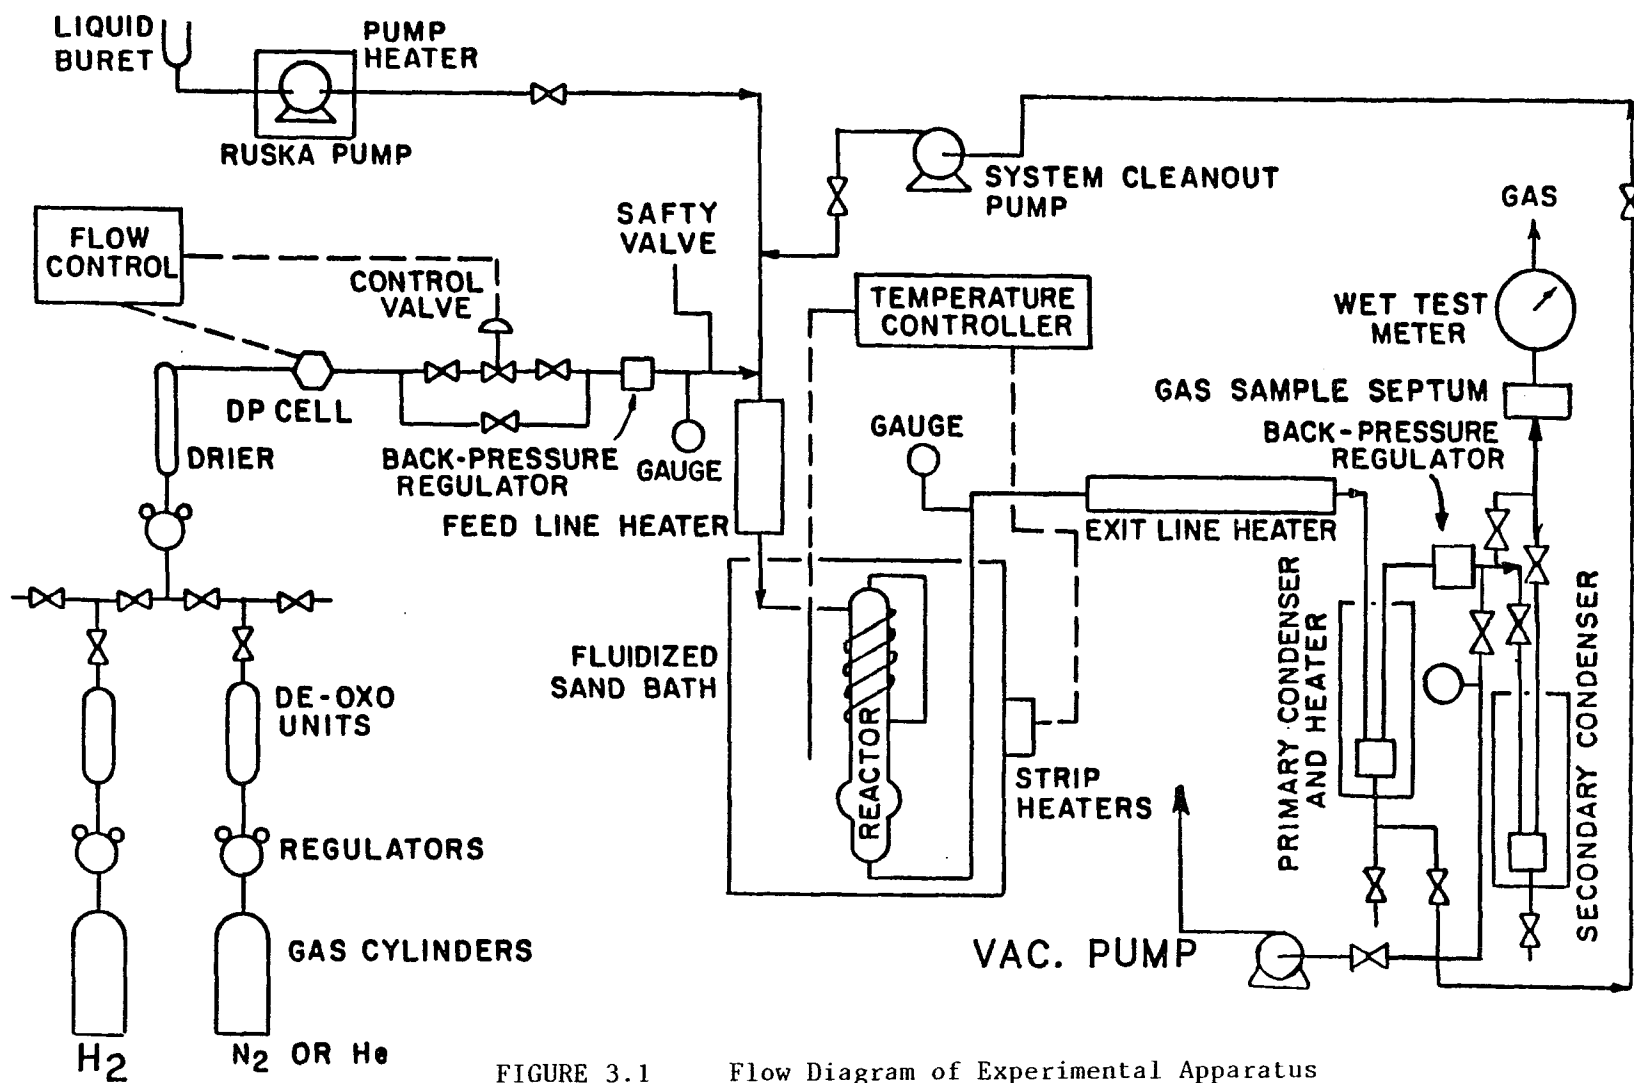 LIQUID
BURET
PUMP
HEATER
RUSKA PUMP
SYSTEM CLEANOUT
PUMP
GAS
FLOW
CONTROL
SAFTY
VALVE
CONTROL
VALVE
TEMPERATURE
CONTROLLER
WET TEST
METER
DP CELL
DRIER
BACK-PRESSURE
REGULATOR
GAUGE
FEED LINE HEATER
GAUGE
GAS SAMPLE SEPTUM
BACK-PRESSURE
REGULATOR
EXIT LINE HEATER
FLUIDIZED
SAND BATH
REACTOR
STRIP
HEATERS
PRIMARY CONDENSER
AND HEATER
SECONDARY CONDENSER
DE-OXO
UNITS
REGULATORS
GAS CYLINDERS
VAC. PUMP
H2
N2 OR He
FIGURE 3.1 Flow Diagram of Experimental Apparatus